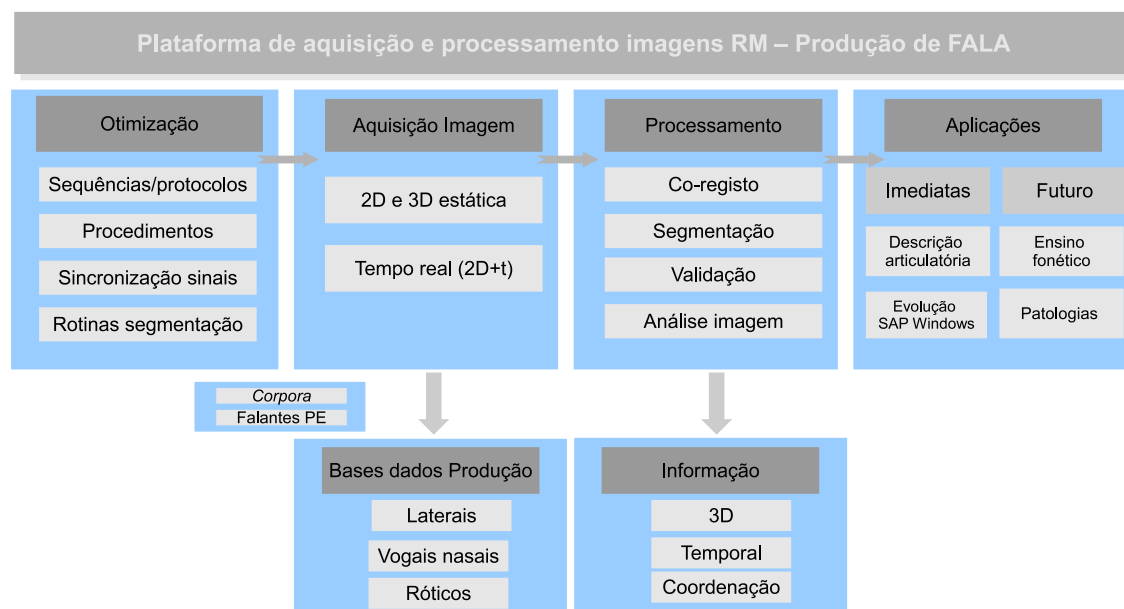 Plataforma de aquisição e processamento imagens RM – Produção de FALA
Otimização
Sequências/protocolos
Procedimentos
Sincronização sinais
Rotinas segmentação
Aquisição Imagem
2D e 3D estática
Tempo real (2D+t)
Processamento
Co-registo
Segmentação
Validação
Análise imagem
Aplicações
Imediatas
Futuro
Descrição
articulatória
Ensino
fonético
Evolução
SAP Windows
Patologias
Corpora
Falantes PE
Bases dados Produção
Laterais
Vogais nasais
Róticos
Informação
3D
Temporal
Coordenação